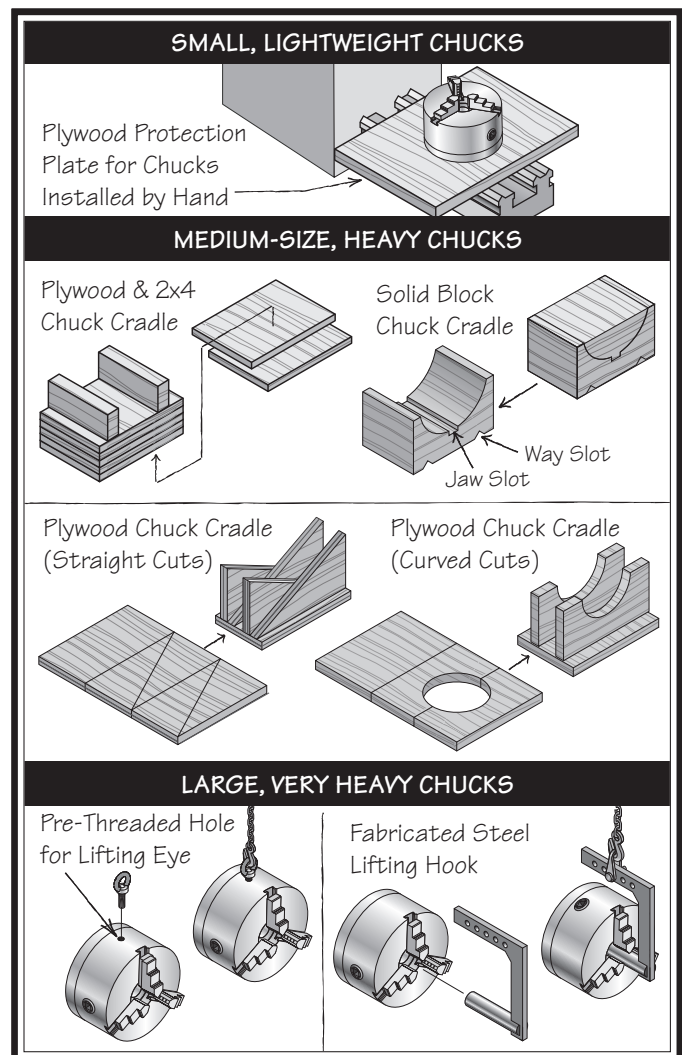 SMALL, LIGHTWEIGHT CHUCKS
Plywood Protection
Plate for Chucks
Installed by Hand
MEDIUM-SIZE, HEAVY CHUCKS
Plywood & 2x4
Chuck Cradle
Solid Block
Chuck Cradle
Way Slot
Jaw Slot
Plywood Chuck Cradle
(Straight Cuts)
Plywood Chuck Cradle
(Curved Cuts)
LARGE, VERY HEAVY CHUCKS
Pre-Threaded Hole
for Lifting Eye
Fabricated Steel
Lifting Hook